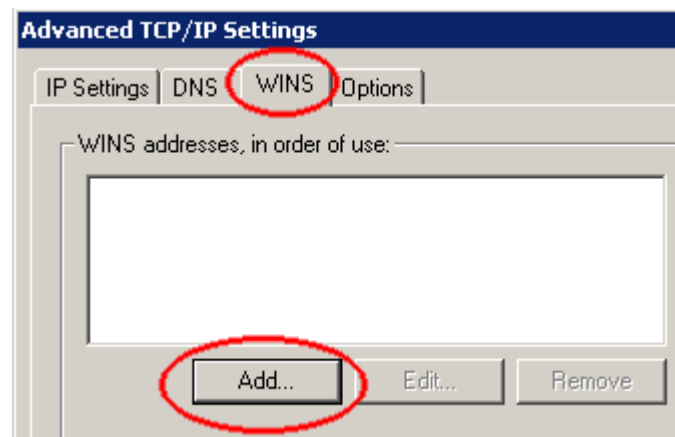 Advanced TCP/IP Settings
IP Settings DNS WINS Options
WINS addresses, in order of use:
Add... Edit... Remove